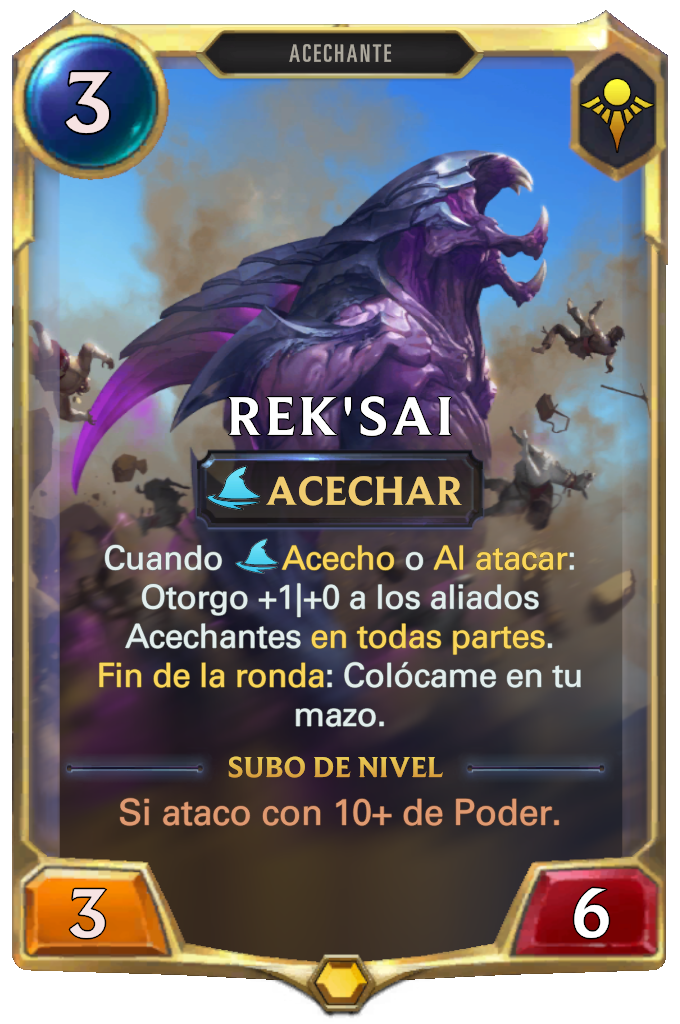 3
ACECHANTE
REK'SAI
ACECHAR
Cuando Acecho o Al atacar:
Otorgo +1|+0 a los aliados
Acechantes en todas partes.
Fin de la ronda: Colócame en tu
mazo.
SUBO DE NIVEL
Si ataco con 10+ de Poder.
3
6